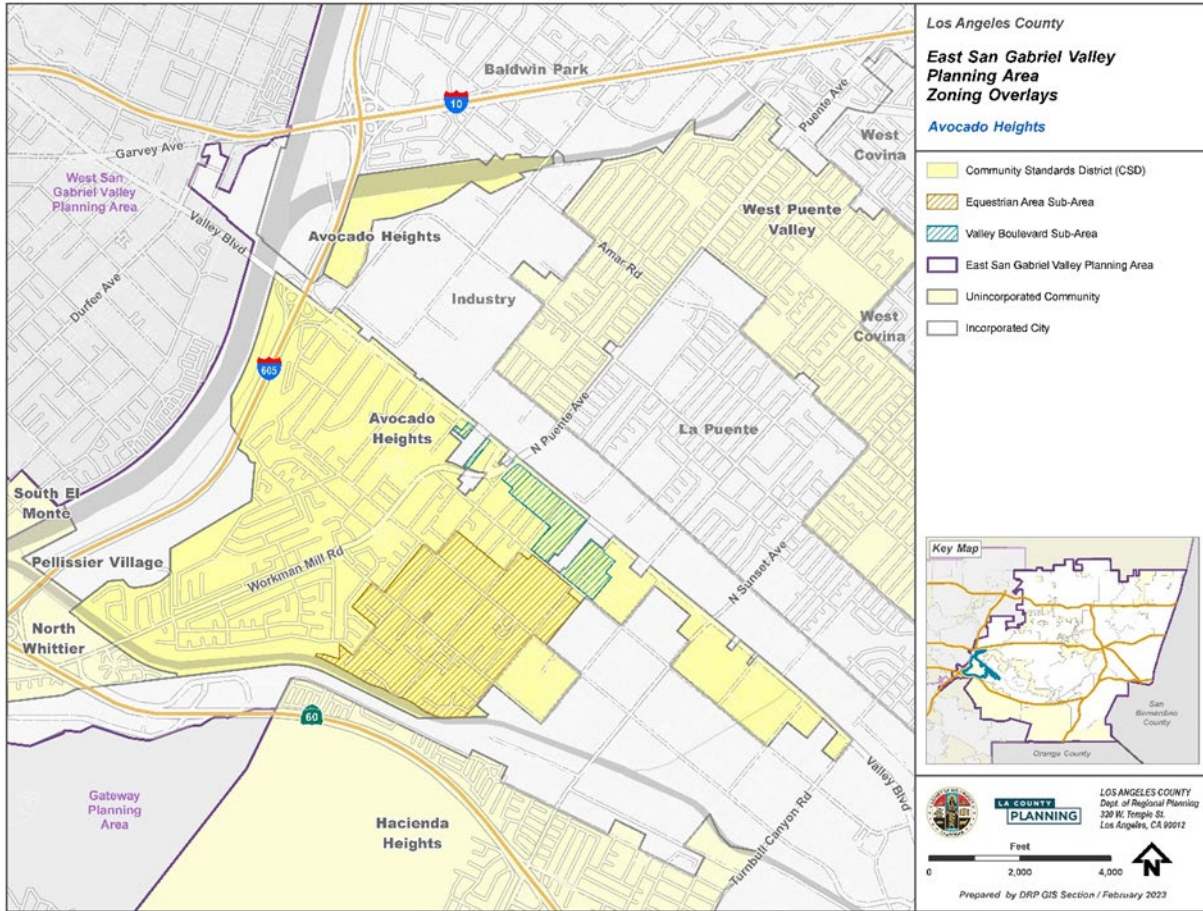 Baldwin Park
10
Puente Ave
West
Covina
Garvey Ave
West San
Gabriel Valley
Planning Area
Valley Blvd
Avocado Heights
West Puente
Valley
Amar Rd
Durfee Ave
Industry
West
Covina
605
Avocado
Heights
N Puente Ave
La Puente
South El
Monte
Pellissier Village
Workman Mill Rd
N Sunset Ave
North
Whittier
60
Gateway
Planning
Area
Hacienda
Heights
Turnbull Canyon Rd
Valley Blvd
Los Angeles County
East San Gabriel Valley
Planning Area
Zoning Overlays
Avocado Heights
Community Standards District (CSD)
Equestrian Area Sub-Area
Valley Boulevard Sub-Area
East San Gabriel Valley Planning Area
Unincorporated Community
Incorporated City
Key Map
San
Bernardino
County
Orange County
LA COUNTY
PLANNING
LOS ANGELES COUNTY
Dept. of Regional Planning
320 W. Temple St.
Los Angeles, CA 90012
Feet
0 2,000 4,000
N
Prepared by DRP GIS Section / February 2023